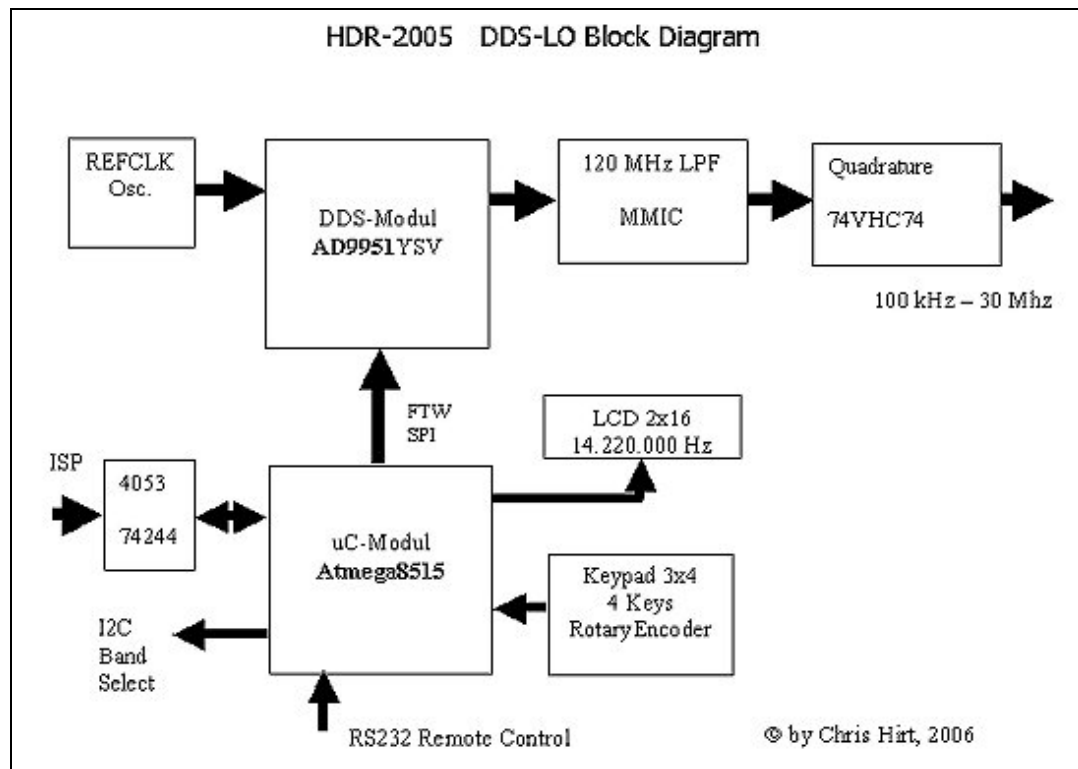 HDR-2005 DDS-LO Block Diagram
REFCLK
Osc.
DDS-Modul
AD9951YSV
120 MHz LPF
MMIC
Quadrature
74VHC74
100 kHz – 30 Mhz
FTW
SPI
LCD 2x16
14.220.000 Hz
ISP
4053
74244
uC-Modul
Atmega8515
Keypad 3x4
4 Keys
RotaryEncoder
I2C
Band
Select
RS232 Remote Control
© by Chris Hirt, 2006